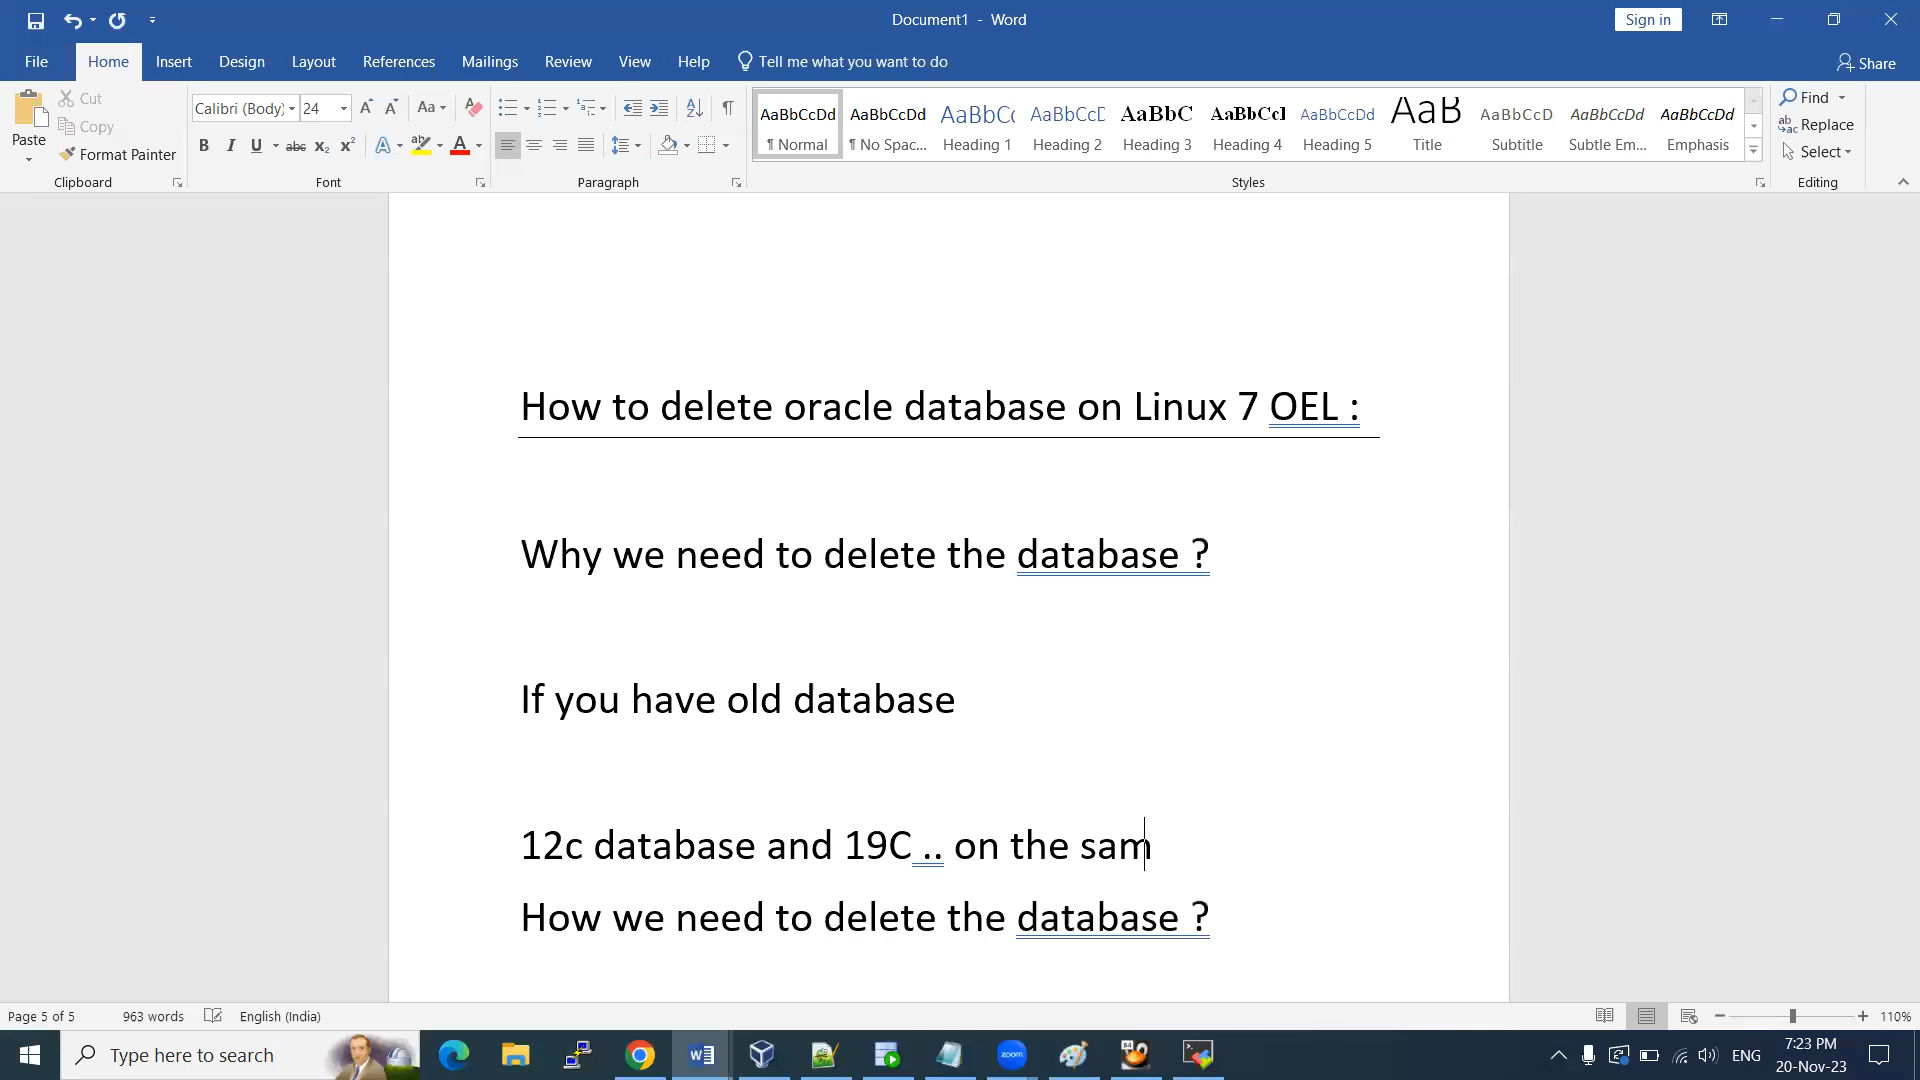 Document1 - Word
Sign in
File Home Insert Design Layout References Mailings Review View Help Tell me what you want to do
Share
Paste
Cut
Copy
Format Painter
Clipboard
Calibri (Body) 24
Font
Paragraph
AaBbCcDd AaBbCcDd AaBbCc AaBbCcD AaBbC AaBbCcI AaBbCcDd AaB AaBbCcD AaBbCcDd AaBbCcDd
¶ Normal ¶ No Spac... Heading 1 Heading 2 Heading 3 Heading 4 Heading 5 Title Subtitle Subtle Em... Emphasis
Styles
Find
Replace
Select
Editing
How to delete oracle database on Linux 7 OEL :
Why we need to delete the database ?
If you have old database
12c database and 19C .. on the sam
How we need to delete the database ?
Page 5 of 5 963 words English (India)
110%
Type here to search
zoom
ENG
7:23 PM
20-Nov-23